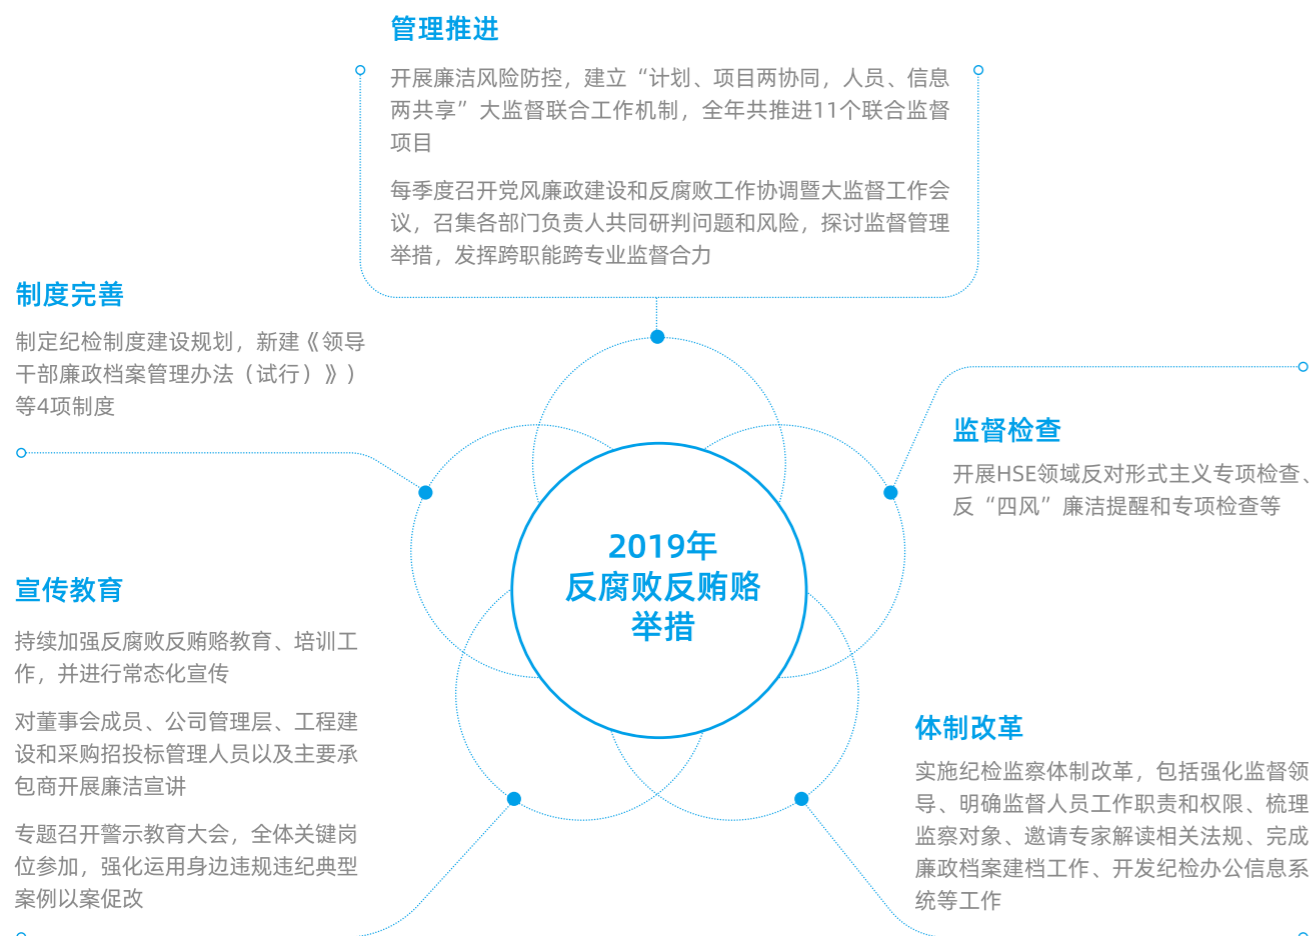 管理推进
开展廉洁风险防控，建立“计划、项目两协同，人员、信息
两共享”大监督联合工作机制，全年共推进11个联合监督
项目
每季度召开党风廉政建设和反腐败工作协调暨大监督工作会
议，召集各部门负责人共同研判问题和风险，探讨监督管理
举措，发挥跨职能跨专业监督合力
制度完善
制定纪检制度建设规划，新建《领导
干部廉政档案管理办法（试行）》）
等4项制度
监督检查
开展HSE领域反对形式主义专项检查、
反“四风”廉洁提醒和专项检查等
2019年
反腐败反贿赂
举措
宣传教育
持续加强反腐败反贿赂教育、培训工
作，并进行常态化宣传
对董事会成员、公司管理层、工程建
设和采购招投标管理人员以及主要承
包商开展廉洁宣讲
专题召开警示教育大会，全体关键岗
位参加，强化运用身边违规违纪典型
案例以案促改
体制改革
实施纪检监察体制改革，包括强化监督领
导、明确监督人员工作职责和权限、梳理
监察对象、邀请专家解读相关法规、完成
廉政档案建档工作、开发纪检办公信息系
统等工作